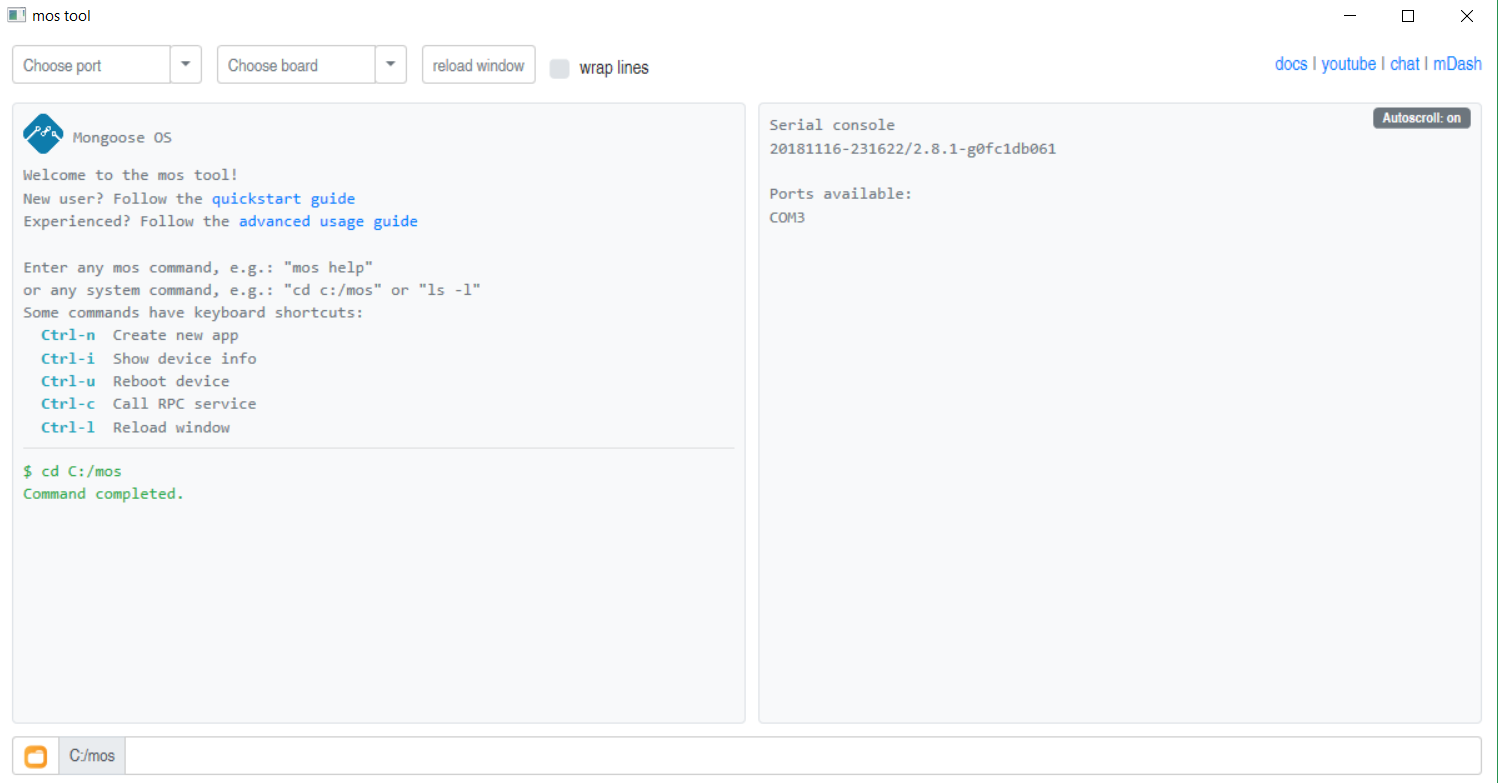 mos tool
Choose port
Choose board
reload window
wrap lines
docs | youtube | chat | mDash
Mongoose OS
Welcome to the mos tool!
New user? Follow the quickstart guide
Experienced? Follow the advanced usage guide
Enter any mos command, e.g.: "mos help"
or any system command, e.g.: "cd c:/mos" or "ls -l"
Some commands have keyboard shortcuts:
Ctrl-n Create new app
Ctrl-i Show device info
Ctrl-u Reboot device
Ctrl-c Call RPC service
Ctrl-l Reload window
$ cd C:/mos
Command completed.
Autoscroll: on
Serial console
20181116-231622/2.8.1-g0fc1db061
Ports available:
COM3
C:/mos